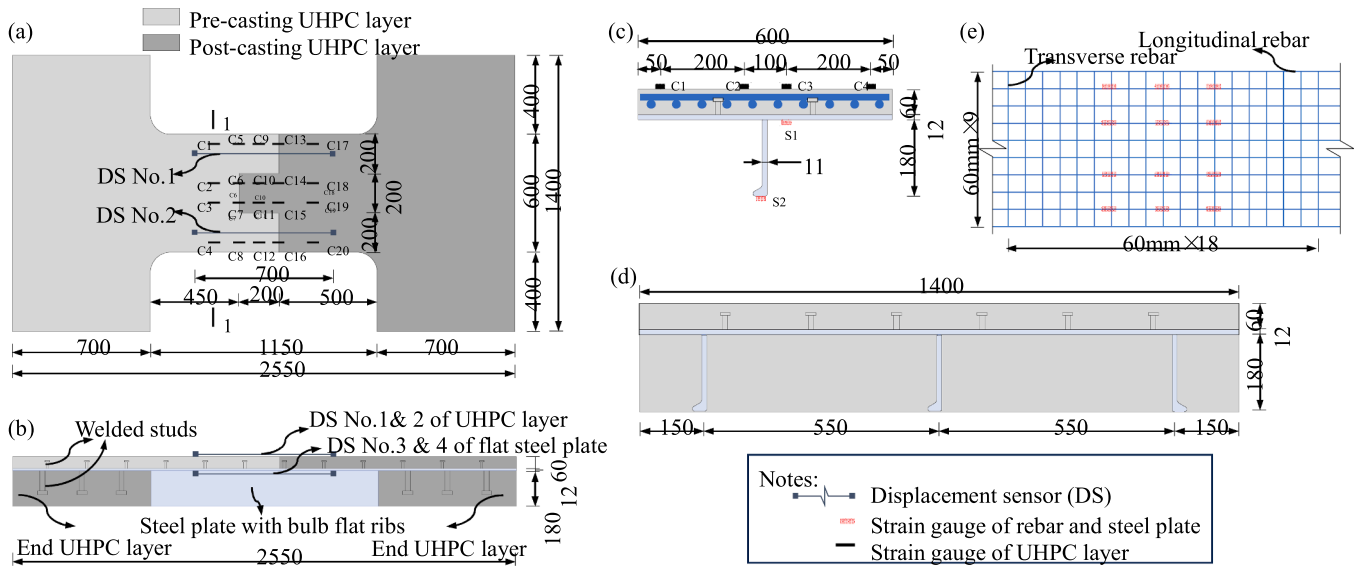 (a)
Pre-casting UHPC layer
Post-casting UHPC layer
1
C1 C5 C9 C13 C17
DS No.1
C2 C6 C10 C14 C18
C6 C10 C18
C3 C7 C11 C15 C19
DS No.2
C4 C8 C12 C16 C20
700
450 200 500
1
700 1150 700
2550
200
200
200
400
600
400
1400
(b)
Welded studs
DS No.1& 2 of UHPC layer
DS No.3 & 4 of flat steel plate
Steel plate with bulb flat ribs
End UHPC layer
End UHPC layer
2550
60
12
180
(c)
600
50 200 100 200 50
C1 C2 C3 C4
S1
11
S2
60
12
180
(e)
Longitudinal rebar
Transverse rebar
60mm×9
60mm×18
(d)
1400
60
12
180
150 550 550 150
Notes:
Displacement sensor (DS)
Strain gauge of rebar and steel plate
Strain gauge of UHPC layer